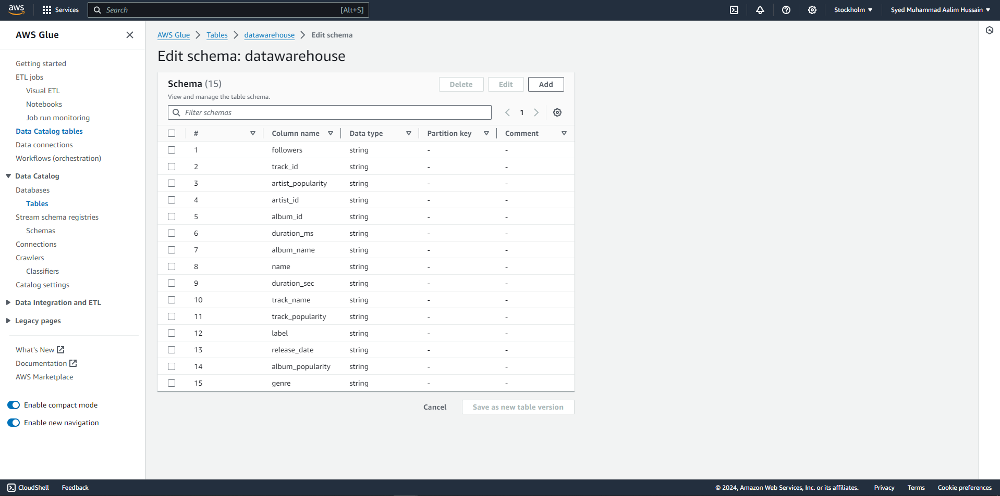 aws Services Search [Alt+S] Stockholm Syed Muhammad Aalim Hussain
AWS Glue
Getting started
ETL jobs
Visual ETL
Notebooks
Job run monitoring
Data Catalog tables
Data connections
Workflows (orchestration)
Data Catalog
Databases
Tables
Stream schema registries
Schemas
Connections
Crawlers
Classifiers
Catalog settings
Data Integration and ETL
Legacy pages
What's New
Documentation
AWS Marketplace
Enable compact mode
Enable new navigation
AWS Glue Tables datawarehouse Edit schema
Edit schema: datawarehouse
Schema (15) Delete Edit Add
View and manage the table schema.
Filter schemas 1
# Column name Data type Partition key Comment
1 followers string - -
2 track_id string - -
3 artist_popularity string - -
4 artist_id string - -
5 album_id string - -
6 duration_ms string - -
7 album_name string - -
8 name string - -
9 duration_sec string - -
10 track_name string - -
11 track_popularity string - -
12 label string - -
13 release_date string - -
14 album_popularity string - -
15 genre string - -
Cancel Save as new table version
CloudShell Feedback © 2024, Amazon Web Services, Inc. or its affiliates. Privacy Terms Cookie preferences